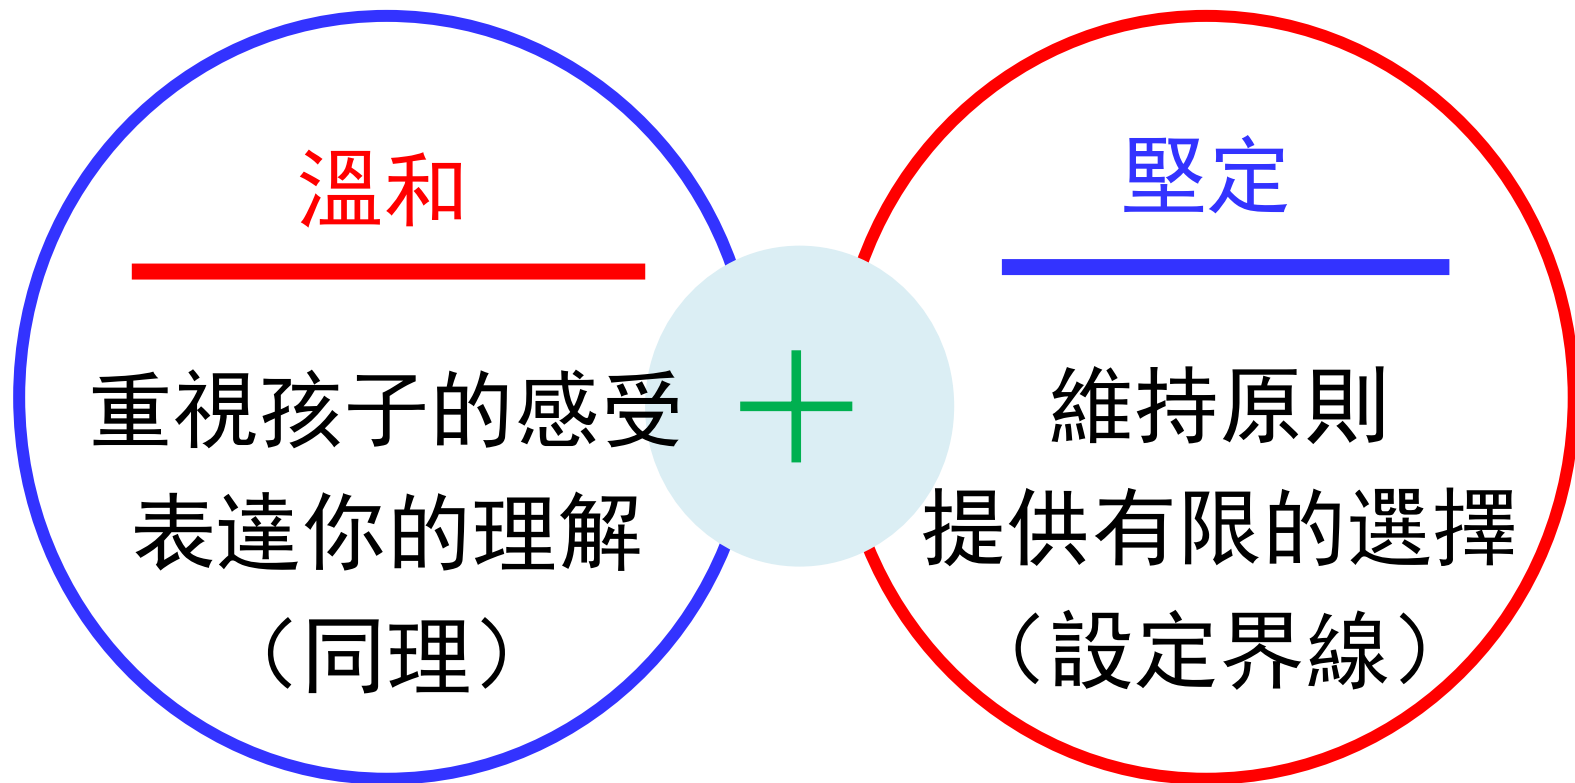 溫和
重視孩子的感受
表達你的理解
（同理）
+
堅定
維持原則
提供有限的選擇
（設定界線）